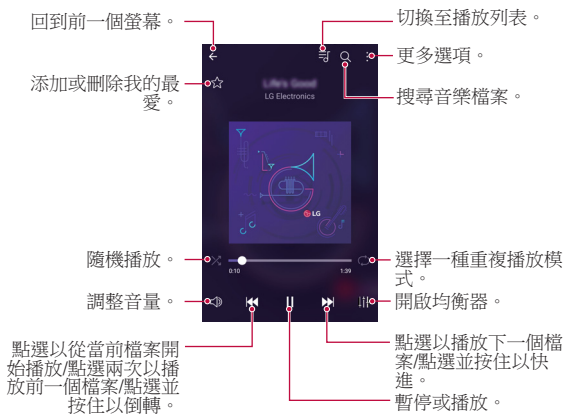 回到前一個螢幕。
切換至播放列表。
更多選項。
添加或刪除我的最
愛。
搜尋音樂檔案。
Life's Good
LG Electronics
LG
隨機播放。
0:10
1:39
選擇一種重複播放模
式。
調整音量。
開啟均衡器。
點選以從當前檔案開
始播放/點選兩次以播
放前一個檔案/點選並
按住以倒轉。
點選以播放下一個檔
案/點選並按住以快
進。
暫停或播放。